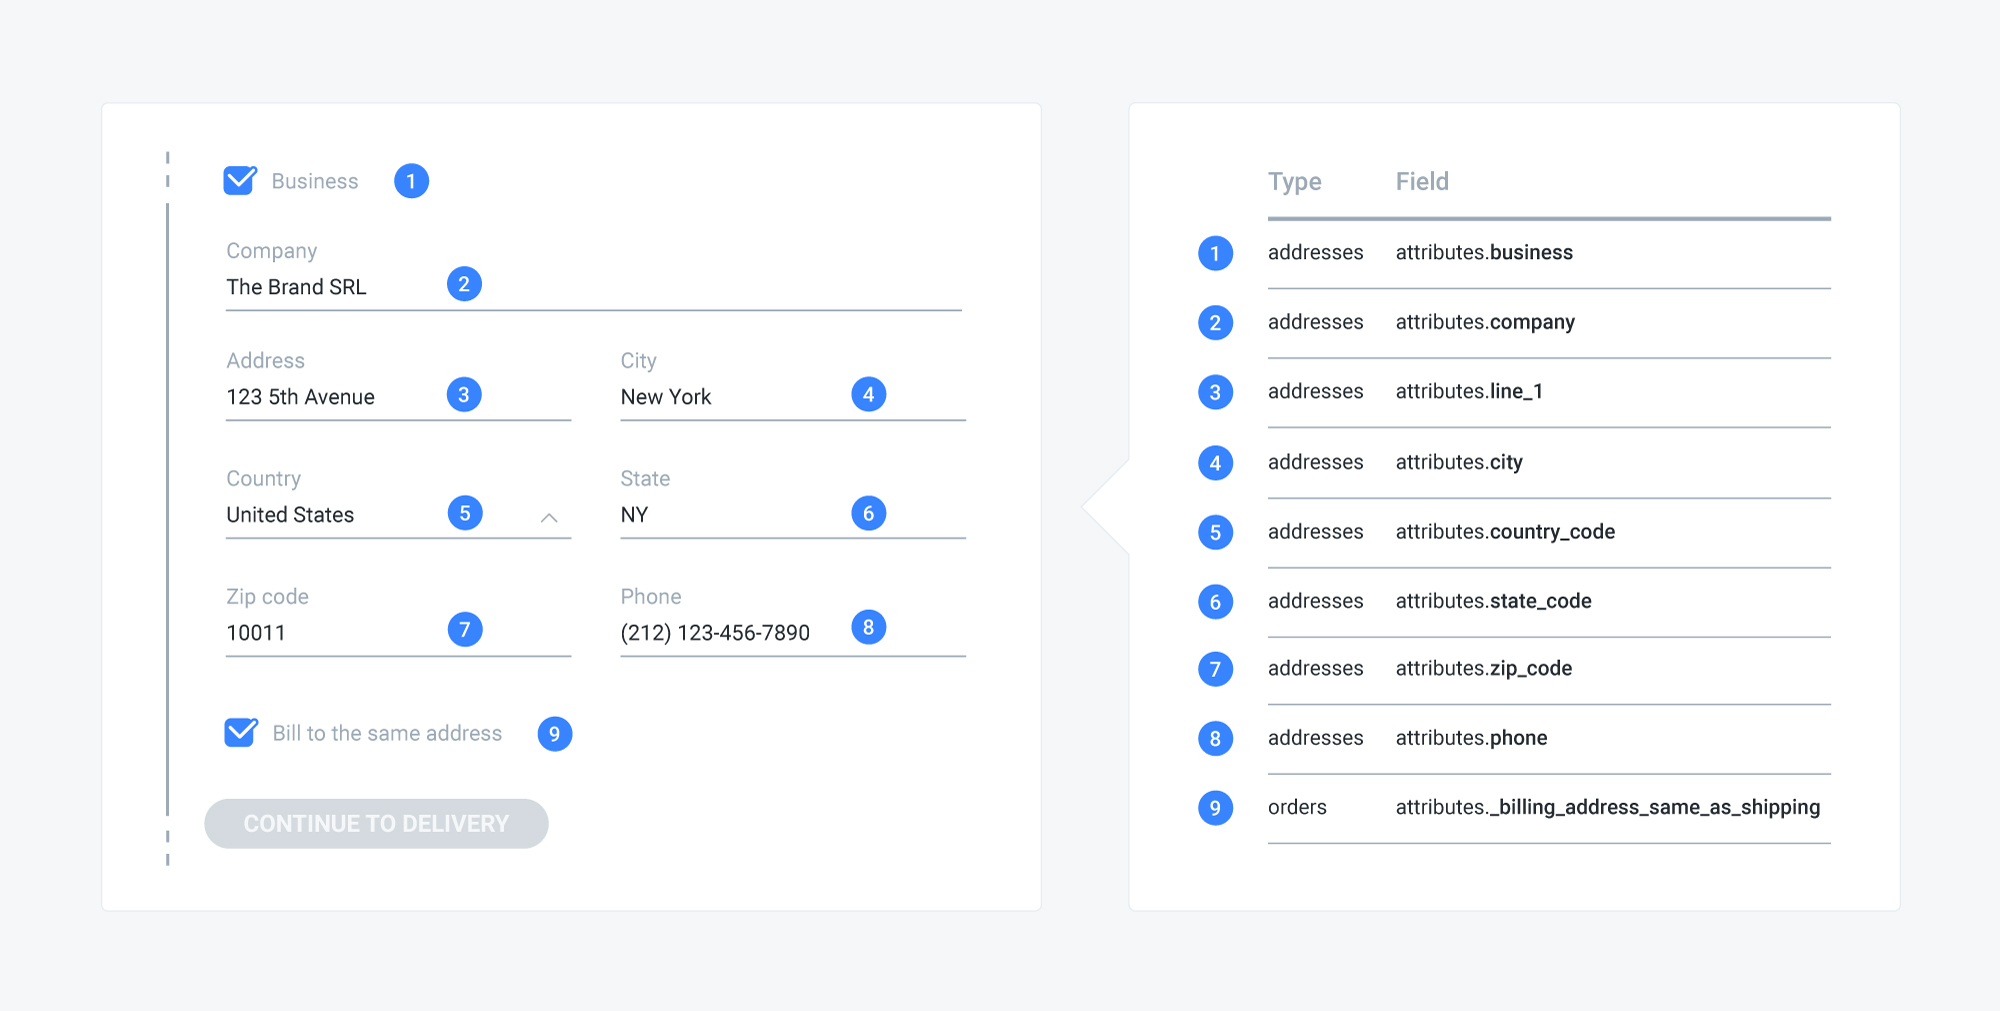 Business 1
Company
The Brand SRL 2
Address
123 5th Avenue 3
City
New York 4
Country
United States 5
State
NY 6
Zip code
10011 7
Phone
(212) 123-456-7890 8
Bill to the same address 9
CONTINUE TO DELIVERY
Type Field
1 addresses attributes.business
2 addresses attributes.company
3 addresses attributes.line_1
4 addresses attributes.city
5 addresses attributes.country_code
6 addresses attributes.state_code
7 addresses attributes.zip_code
8 addresses attributes.phone
9 orders attributes._billing_address_same_as_shipping